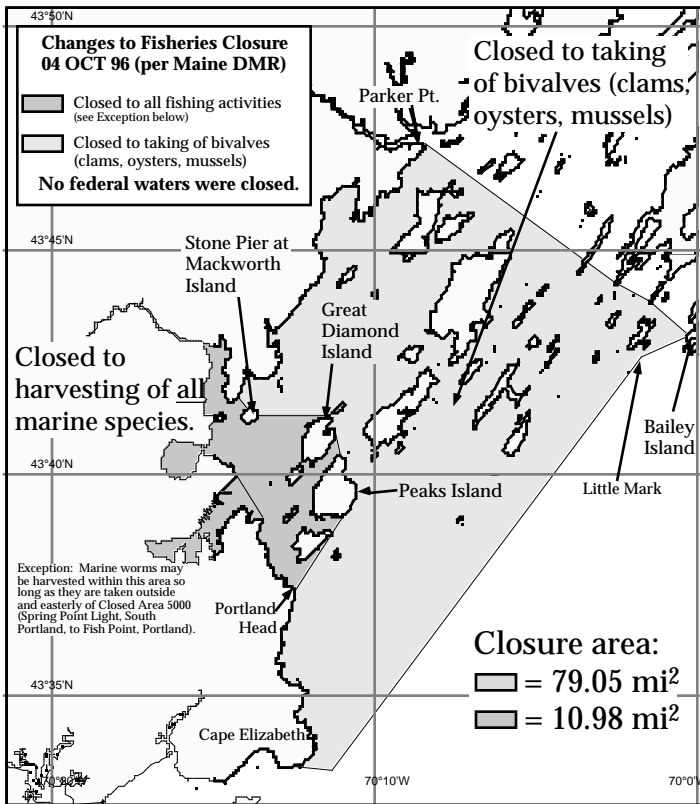 43°50'N
Changes to Fisheries Closure
04 OCT 96 (per Maine DMR)
Closed to all fishing activities
(see Exception below)
Closed to taking of bivalves
(clams, oysters, mussels)
No federal waters were closed.
Closed to taking
of bivalves (clams,
oysters, mussels)
Parker Pt.
43°45'N
Stone Pier at
Mackworth
Island
Great
Diamond
Island
Closed to
harvesting of all
marine species.
Bailey
Island
43°40'N
Peaks Island
Little Mark
Exception: Marine worms may
be harvested within this area so
long as they are taken outside
and easterly of Closed Area 5000
(Spring Point Light, South
Portland, to Fish Point, Portland).
Portland
Head
Closure area:
= 79.05 mi²
= 10.98 mi²
43°35'N
Cape Elizabeth
70°10'W
70°0'W